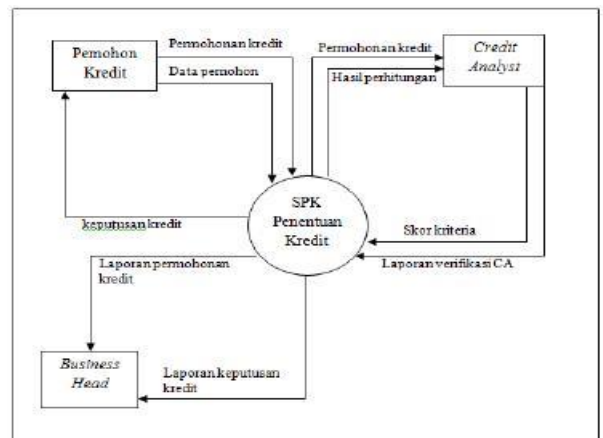 Pemohon
Kredit
Permohonan kredit
Data pemohon
Permohonan kredit
Hasil perhitungan
Credit
Analyst
SPK
Penentuan
Kredit
keputusan kredit
Skor kriteria
Laporan verifikasi CA
Laporan permohonan
kredit
Business
Head
Laporan keputusan
kredit